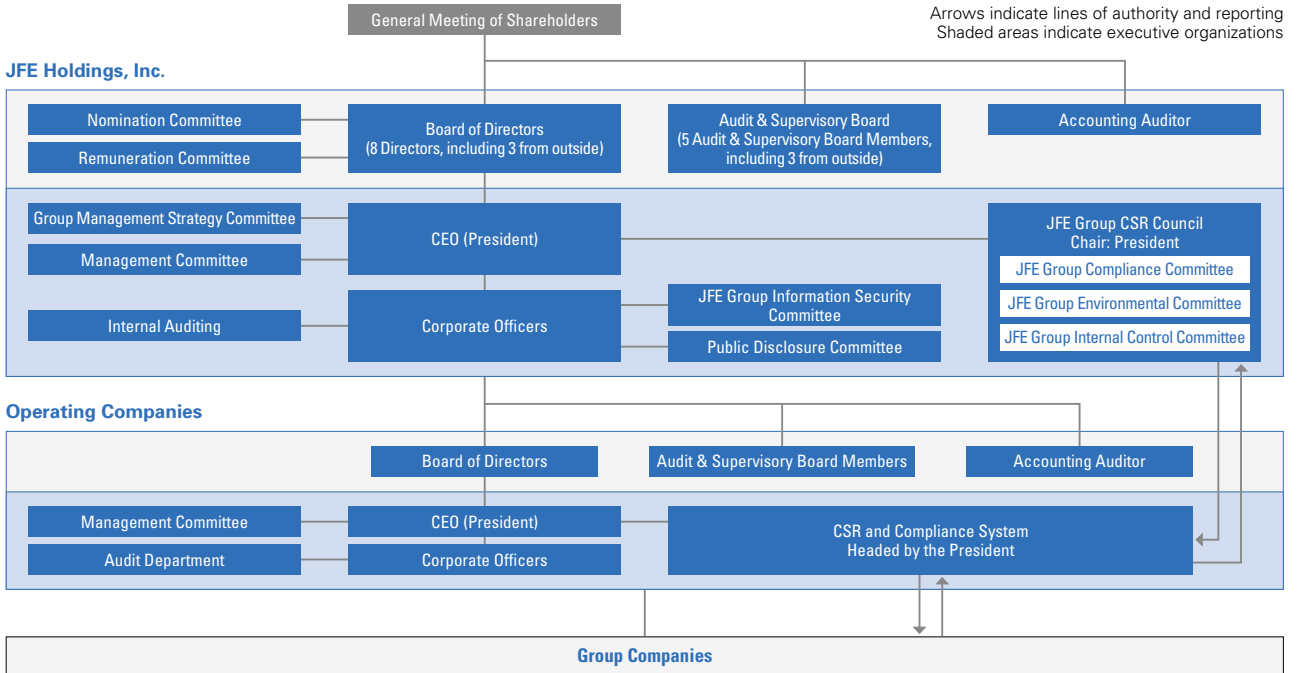 General Meeting of Shareholders
Arrows indicate lines of authority and reporting
Shaded areas indicate executive organizations
JFE Holdings, Inc.
Nomination Committee
Remuneration Committee
Board of Directors
(8 Directors, including 3 from outside)
Audit & Supervisory Board
(5 Audit & Supervisory Board Members,
including 3 from outside)
Accounting Auditor
Group Management Strategy Committee
Management Committee
CEO (President)
JFE Group CSR Council
Chair: President
JFE Group Compliance Committee
JFE Group Environmental Committee
JFE Group Internal Control Committee
Internal Auditing
Corporate Officers
JFE Group Information Security
Committee
Public Disclosure Committee
Operating Companies
Board of Directors
Audit & Supervisory Board Members
Accounting Auditor
Management Committee
CEO (President)
Audit Department
Corporate Officers
CSR and Compliance System
Headed by the President
Group Companies